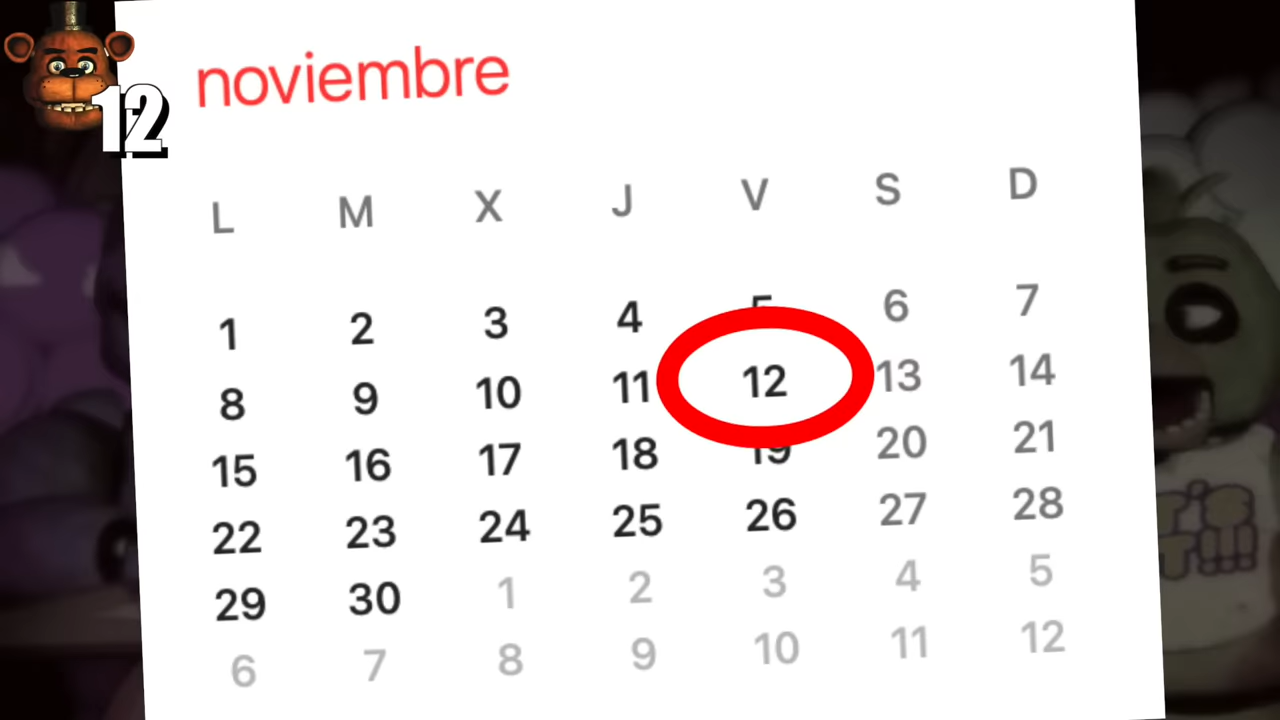 noviembre
12
L M X J V S D
1 2 3 4 5 6 7
8 9 10 11 12 13 14
15 16 17 18 19 20 21
22 23 24 25 26 27 28
29 30 1 2 3 4 5
6 7 8 9 10 11 12